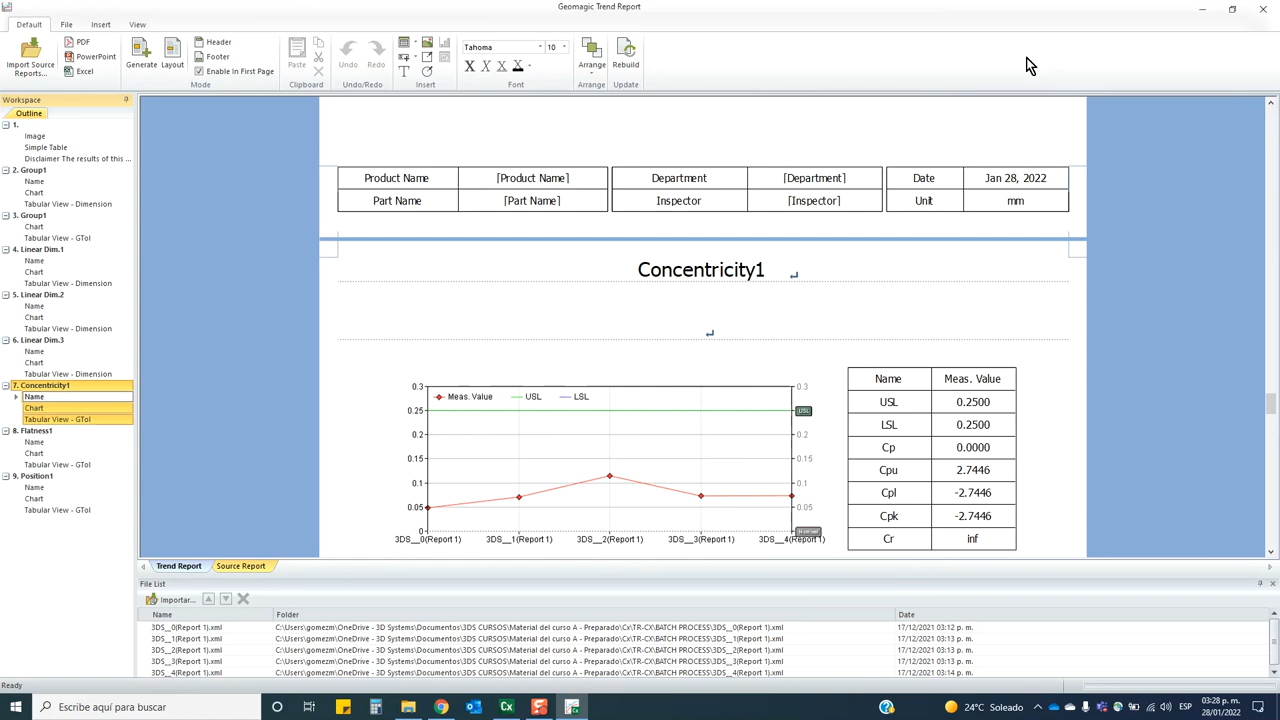 Geomagic Trend Report
Default File Insert View
Import Source
Reports...
PDF
PowerPoint
Excel
Generate Layout
Header
Footer
Enable In First Page
Mode
Paste
Clipboard
Undo Redo
Undo/Redo
Insert
Tahoma 10
X X X X
Font
Arrange
Arrange
Rebuild
Update
Workspace
Outline
1.
Image
Simple Table
Disclaimer The results of this ...
2. Group1
Name
Chart
Tabular View - Dimension
3. Group1
Chart
Tabular View - GTol
4. Linear Dim.1
Name
Chart
Tabular View - Dimension
5. Linear Dim.2
Name
Chart
Tabular View - Dimension
6. Linear Dim.3
Name
Chart
Tabular View - Dimension
7. Concentricity1
Name
Chart
Tabular View - GTol
8. Flatness1
Name
Chart
Tabular View - GTol
9. Position1
Name
Chart
Tabular View - GTol
Product Name [Product Name] Department [Department] Date Jan 28, 2022
Part Name [Part Name] Inspector [Inspector] Unit mm
Concentricity1
Meas. Value USL LSL
0.3 0.3
0.25 USL
0.2 0.2
0.15 0.15
0.1 0.1
0.05 0.05
0
3DS__0(Report 1) 3DS__1(Report 1) 3DS__2(Report 1) 3DS__3(Report 1) 3DS__4(Report 1)
Name Meas. Value
USL 0.2500
LSL 0.2500
Cp 0.0000
Cpu 2.7446
Cpl -2.7446
Cpk -2.7446
Cr inf
Trend Report Source Report
File List
Importar...
Name Folder Date
3DS__0(Report 1).xml C:\Users\gomezm\OneDrive - 3D Systems\Documentos\3DS CURSOS\Material del curso A - Preparado\Cx\TR-CX\BATCH PROCESS\3DS__0(Report 1).xml 17/12/2021 03:12 p. m.
3DS__1(Report 1).xml C:\Users\gomezm\OneDrive - 3D Systems\Documentos\3DS CURSOS\Material del curso A - Preparado\Cx\TR-CX\BATCH PROCESS\3DS__1(Report 1).xml 17/12/2021 03:13 p. m.
3DS__2(Report 1).xml C:\Users\gomezm\OneDrive - 3D Systems\Documentos\3DS CURSOS\Material del curso A - Preparado\Cx\TR-CX\BATCH PROCESS\3DS__2(Report 1).xml 17/12/2021 03:13 p. m.
3DS__3(Report 1).xml C:\Users\gomezm\OneDrive - 3D Systems\Documentos\3DS CURSOS\Material del curso A - Preparado\Cx\TR-CX\BATCH PROCESS\3DS__3(Report 1).xml 17/12/2021 03:13 p. m.
3DS__4(Report 1).xml C:\Users\gomezm\OneDrive - 3D Systems\Documentos\3DS CURSOS\Material del curso A - Preparado\Cx\TR-CX\BATCH PROCESS\3DS__4(Report 1).xml 17/12/2021 03:14 p. m.
Ready
Escribe aquí para buscar
24°C Soleado
ESP
03:28 p. m.
28/01/2022